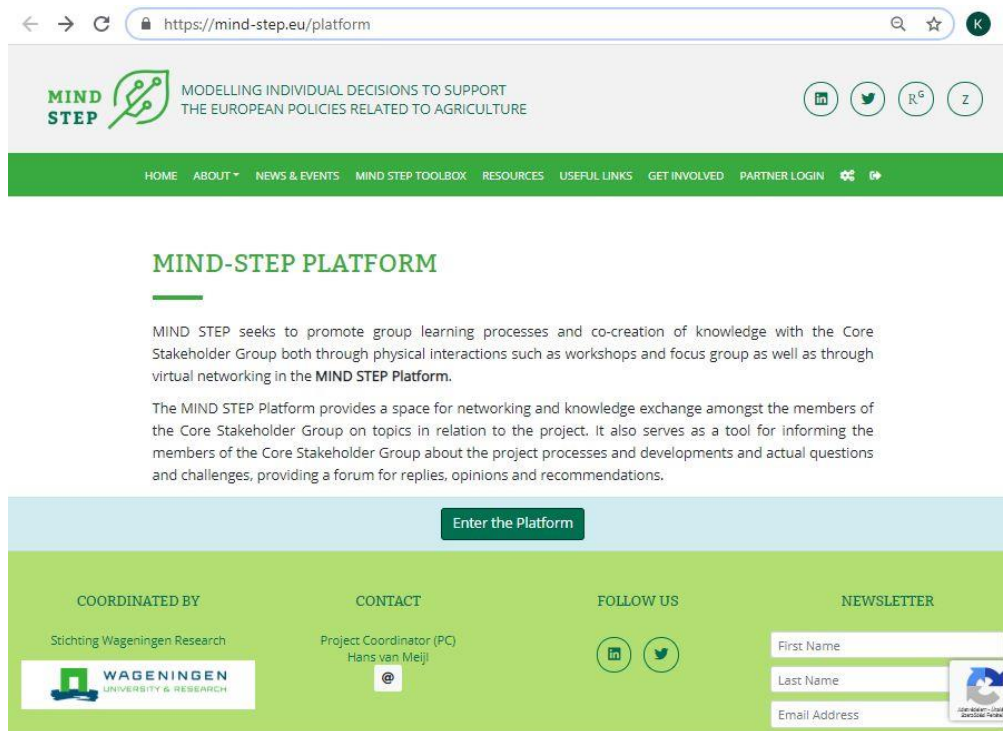 https://mind-step.eu/platform
K
MIND
STEP
MODELLING INDIVIDUAL DECISIONS TO SUPPORT
THE EUROPEAN POLICIES RELATED TO AGRICULTURE
RG
Z
HOME ABOUT NEWS & EVENTS MIND STEP TOOLBOX RESOURCES USEFUL LINKS GET INVOLVED PARTNER LOGIN
MIND-STEP PLATFORM
MIND STEP seeks to promote group learning processes and co-creation of knowledge with the Core
Stakeholder Group both through physical interactions such as workshops and focus group as well as through
virtual networking in the MIND STEP Platform.
The MIND STEP Platform provides a space for networking and knowledge exchange amongst the members of
the Core Stakeholder Group on topics in relation to the project. It also serves as a tool for informing the
members of the Core Stakeholder Group about the project processes and developments and actual questions
and challenges, providing a forum for replies, opinions and recommendations.
Enter the Platform
COORDINATED BY
Stichting Wageningen Research
WAGENINGEN
UNIVERSITY & RESEARCH
CONTACT
Project Coordinator (PC)
Hans van Meijl
@
FOLLOW US
NEWSLETTER
First Name
Last Name
Email Address